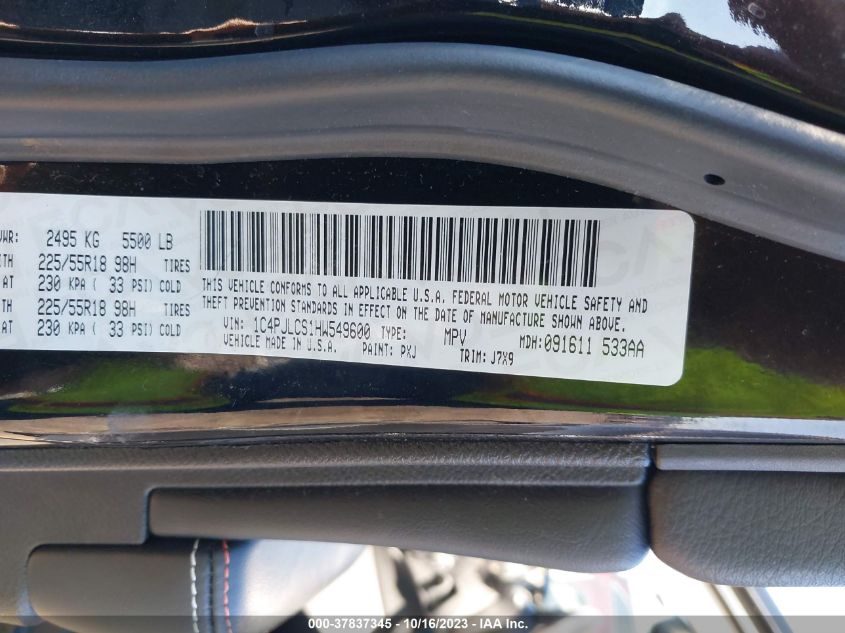 VWR: 2495 KG 5500 LB
ITH 225/55R18 98H TIRES
AT 230 KPA ( 33 PSI) COLD
ITH 225/55R18 98H TIRES
AT 230 KPA ( 33 PSI) COLD
THIS VEHICLE CONFORMS TO ALL APPLICABLE U.S.A. FEDERAL MOTOR VEHICLE SAFETY AND
THEFT PREVENTION STANDARDS IN EFFECT ON THE DATE OF MANUFACTURE SHOWN ABOVE.
VIN: 1C4PJLCS1HW549600 TYPE: MPV MDH: 091611 533AA
VEHICLE MADE IN U.S.A. PAINT: PXJ TRIM: J7X9
000-37837345 - 10/16/2023 - IAA Inc.